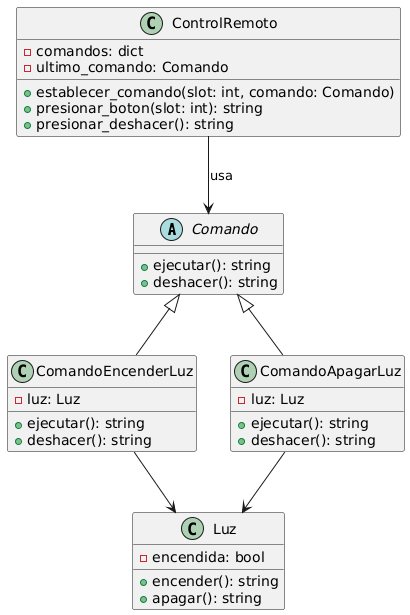 C ControlRemoto
comandos: dict
ultimo_comando: Comando
establecer_comando(slot: int, comando: Comando)
presionar_boton(slot: int): string
presionar_deshacer(): string
usa
A Comando
ejecutar(): string
deshacer(): string
C ComandoEncenderLuz
luz: Luz
ejecutar(): string
deshacer(): string
C ComandoApagarLuz
luz: Luz
ejecutar(): string
deshacer(): string
C Luz
encendida: bool
encender(): string
apagar(): string